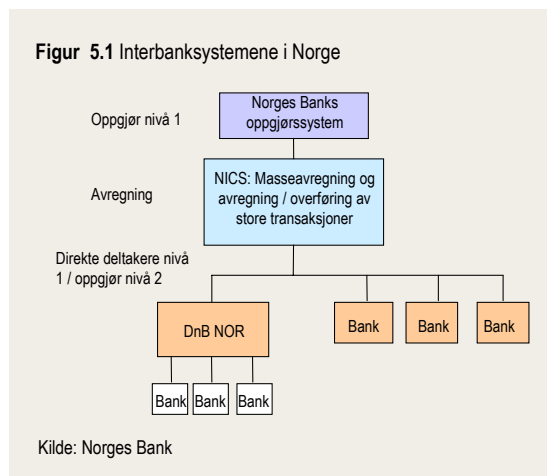 Figur 5.1 Interbanksystemene i Norge
Oppgjør nivå 1
Norges Banks
oppgjørssystem
Avregning
NICS: Masseavregning og
avregning / overføring av
store transaksjoner
Direkte deltakere nivå
1 / oppgjør nivå 2
DnB NOR
Bank
Bank
Bank
Bank
Bank
Bank
Kilde: Norges Bank